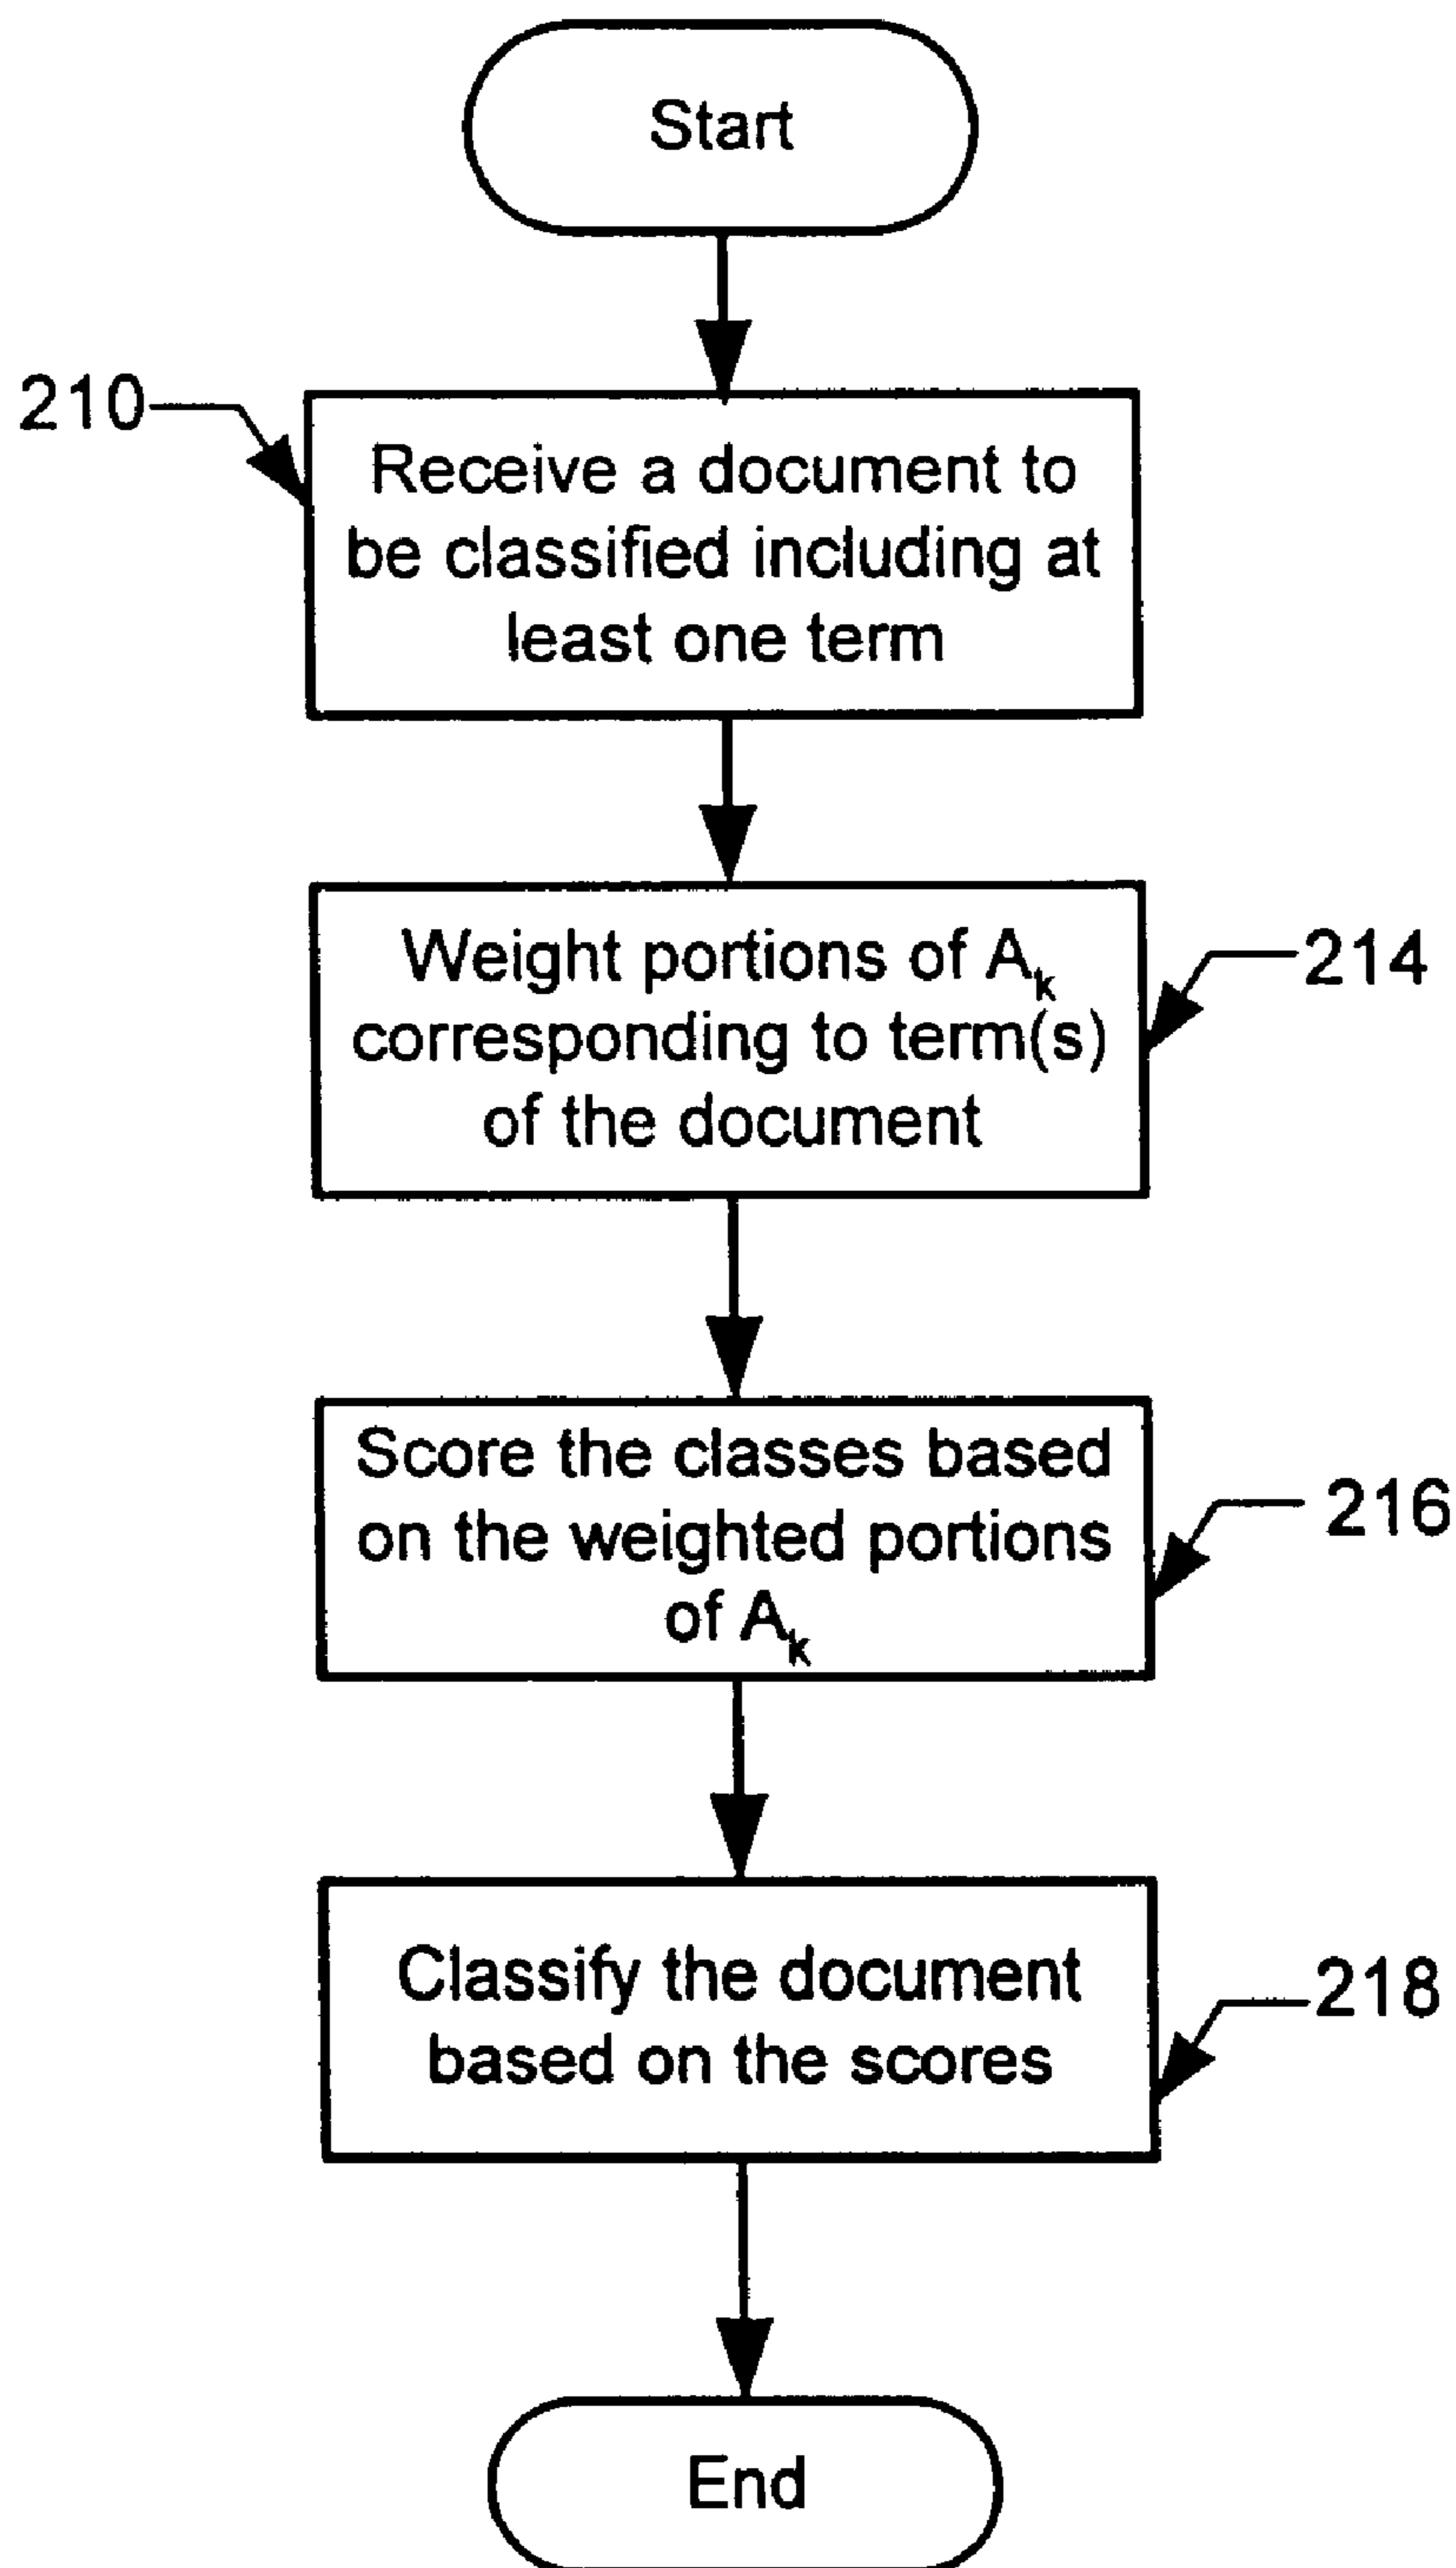 Start
210
Receive a document to
be classified including at
least one term
Weight portions of Ak
corresponding to term(s)
of the document
214
Score the classes based
on the weighted portions
of Ak
216
Classify the document
based on the scores
218
End